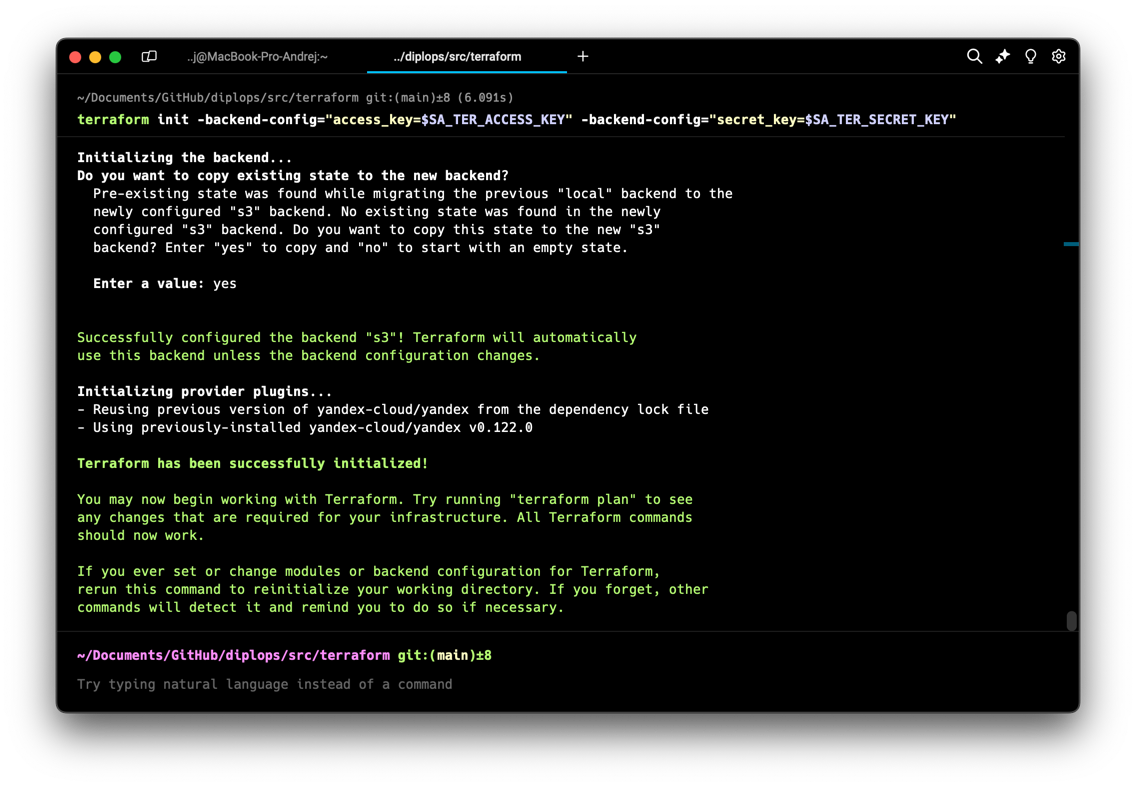 ..j@MacBook-Pro-Andrej:~
../diplops/src/terraform
~/Documents/GitHub/diplops/src/terraform git:(main)±8 (6.091s)
terraform init -backend-config="access_key=$SA_TER_ACCESS_KEY" -backend-config="secret_key=$SA_TER_SECRET_KEY"
Initializing the backend...
Do you want to copy existing state to the new backend?
Pre-existing state was found while migrating the previous "local" backend to the
newly configured "s3" backend. No existing state was found in the newly
configured "s3" backend. Do you want to copy this state to the new "s3"
backend? Enter "yes" to copy and "no" to start with an empty state.
Enter a value: yes
Successfully configured the backend "s3"! Terraform will automatically
use this backend unless the backend configuration changes.
Initializing provider plugins...
- Reusing previous version of yandex-cloud/yandex from the dependency lock file
- Using previously-installed yandex-cloud/yandex v0.122.0
Terraform has been successfully initialized!
You may now begin working with Terraform. Try running "terraform plan" to see
any changes that are required for your infrastructure. All Terraform commands
should now work.
If you ever set or change modules or backend configuration for Terraform,
rerun this command to reinitialize your working directory. If you forget, other
commands will detect it and remind you to do so if necessary.
~/Documents/GitHub/diplops/src/terraform git:(main)±8
Try typing natural language instead of a command